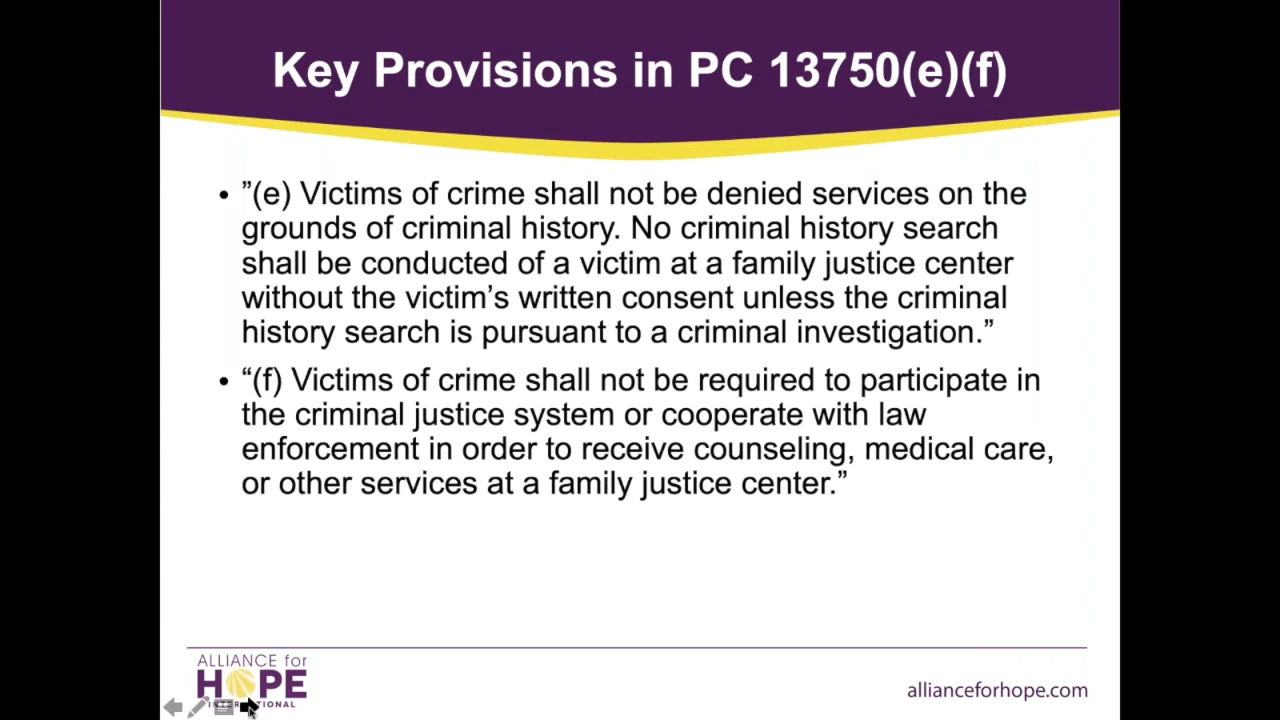 Key Provisions in PC 13750(e)(f)
• ”(e) Victims of crime shall not be denied services on the
grounds of criminal history. No criminal history search
shall be conducted of a victim at a family justice center
without the victim’s written consent unless the criminal
history search is pursuant to a criminal investigation.”
• “(f) Victims of crime shall not be required to participate in
the criminal justice system or cooperate with law
enforcement in order to receive counseling, medical care,
or other services at a family justice center.”
ALLIANCE for
HOPE
allianceforhope.com